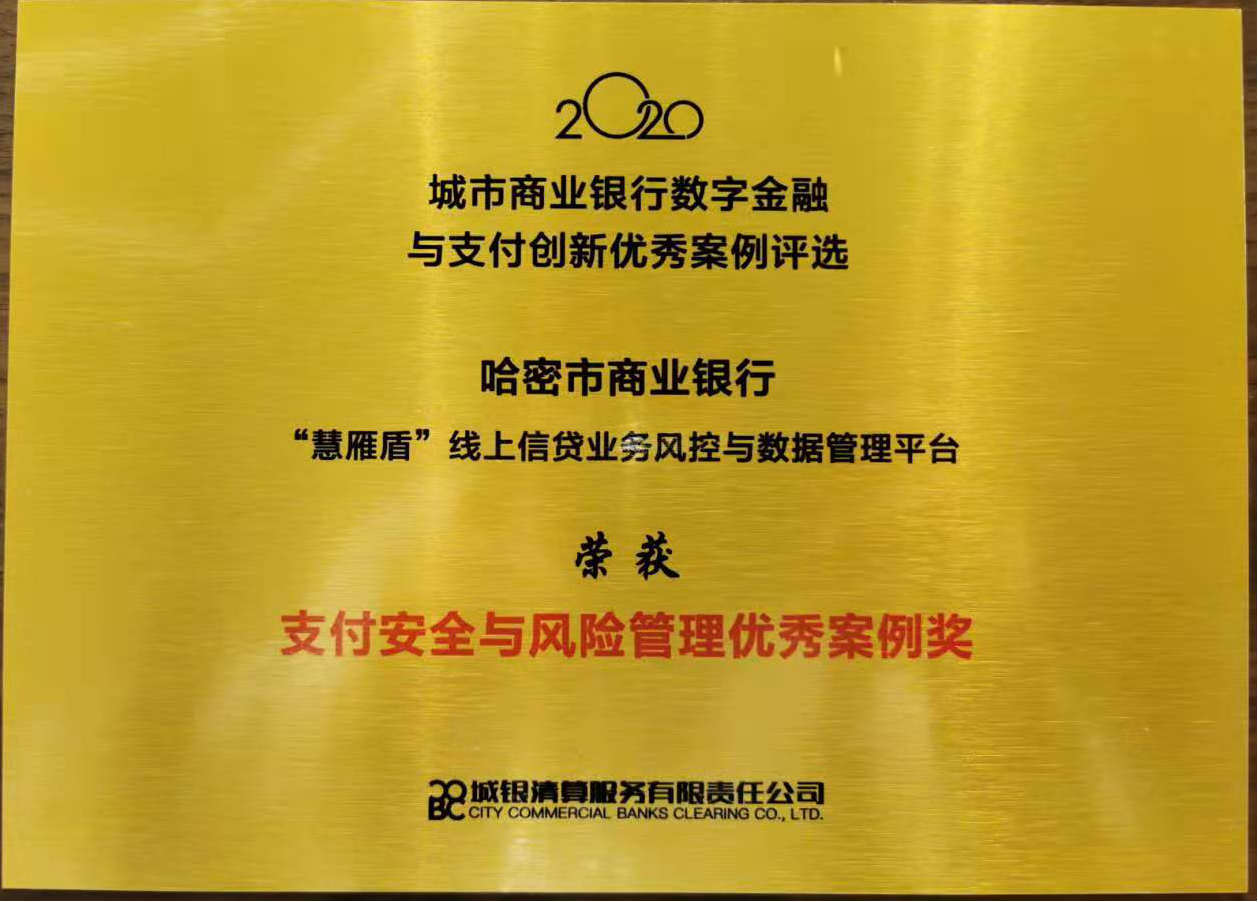 2020
城市商业银行数字金融
与支付创新优秀案例评选
哈密市商业银行
“慧雁盾”线上信贷业务风控与数据管理平台
荣获
支付安全与风险管理优秀案例奖
城银清算服务有限责任公司
CITY COMMERCIAL BANKS CLEARING CO., LTD.